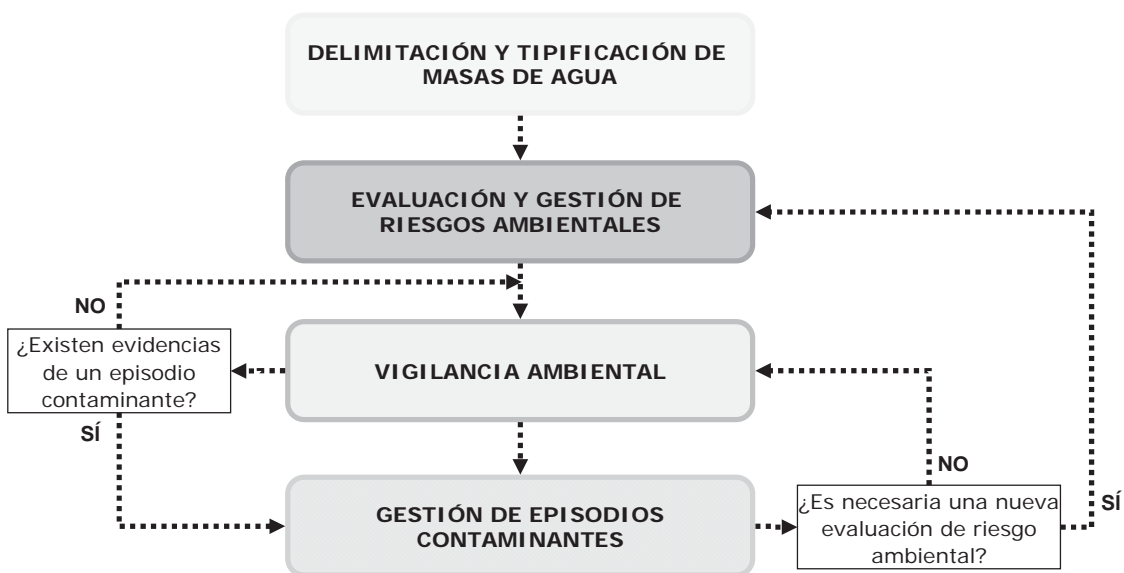 DELIMITACIÓN Y TIPIFICACIÓN DE
MASAS DE AGUA
EVALUACIÓN Y GESTIÓN DE
RIESGOS AMBIENTALES
NO
¿Existen evidencias
de un episodio
contaminante?
SÍ
VIGILANCIA AMBIENTAL
GESTIÓN DE EPISODIOS
CONTAMINANTES
NO
¿Es necesaria una nueva
evaluación de riesgo
ambiental?
SÍ